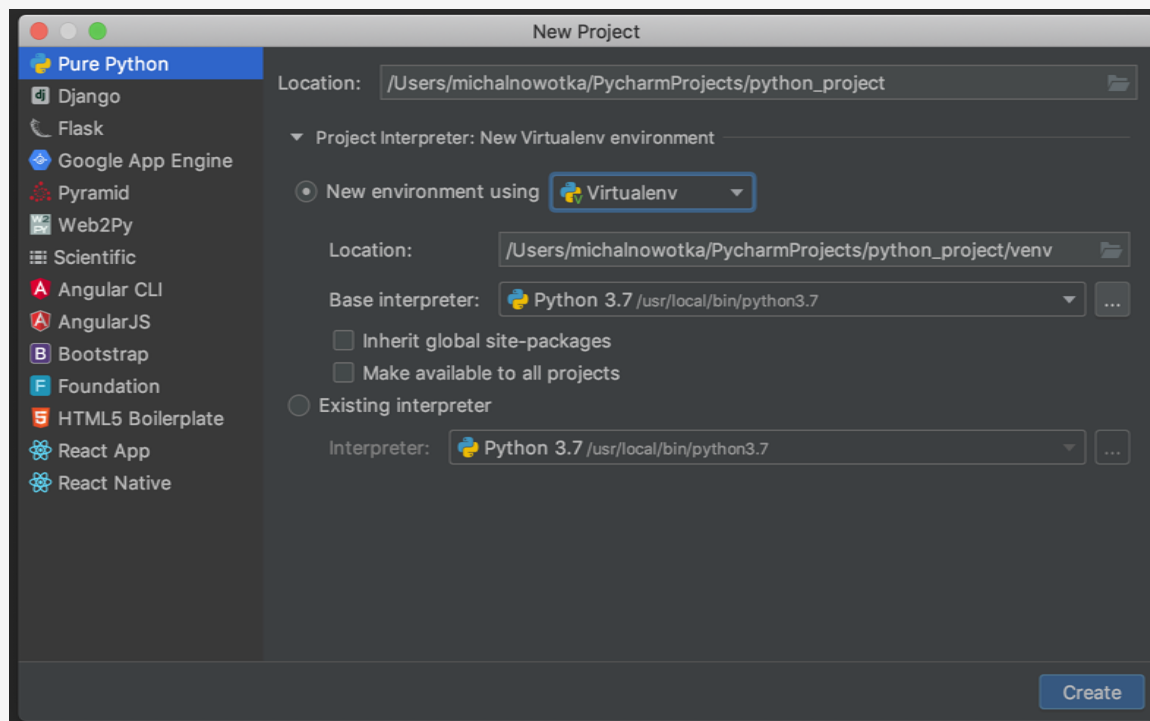 New Project
Pure Python
Django
Flask
Google App Engine
Pyramid
Web2Py
Scientific
Angular CLI
AngularJS
Bootstrap
Foundation
HTML5 Boilerplate
React App
React Native
Location: /Users/michalnowotka/PycharmProjects/python_project
Project Interpreter: New Virtualenv environment
New environment using Virtualenv
Location: /Users/michalnowotka/PycharmProjects/python_project/venv
Base interpreter: Python 3.7 /usr/local/bin/python3.7 ...
Inherit global site-packages
Make available to all projects
Existing interpreter
Interpreter: Python 3.7 /usr/local/bin/python3.7 ...
Create